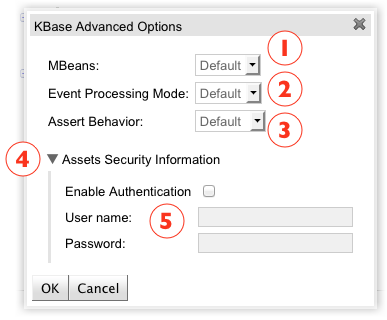 KBase Advanced Options
MBeans: Default 1
Event Processing Mode: Default 2
Assert Behavior: Default 3
4 Assets Security Information
Enable Authentication
User name: 5
Password:
OK Cancel